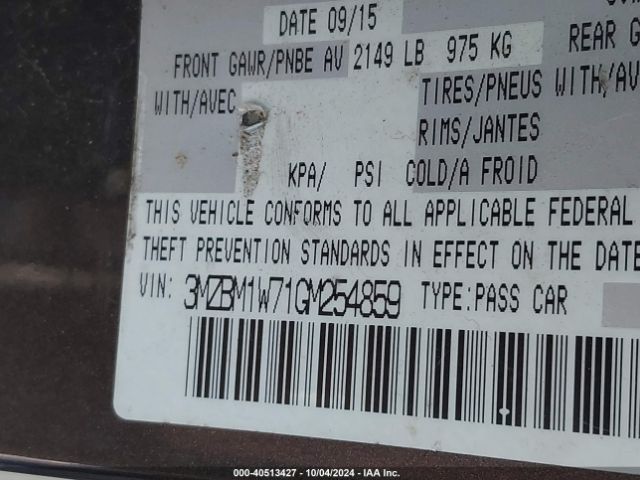 DATE 09/15
FRONT GAWR/PNBE AV 2149 LB 975 KG REAR
WITH/AVEC TIRES/PNEUS WITH/AV
RIMS/JANTES
KPA/ PSI COLD/A FROID
THIS VEHICLE CONFORMS TO ALL APPLICABLE FEDERAL
THEFT PREVENTION STANDARDS IN EFFECT ON THE DATE
VIN: 3MZBM1W71GM254859 TYPE:PASS CAR
000-40513427 - 10/04/2024 - IAA Inc.